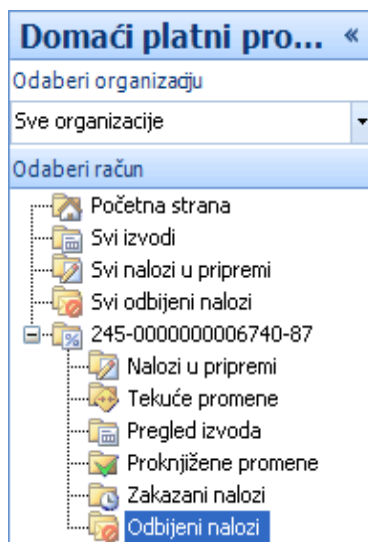 Domaći platni pro... «
Odaberi organizaciju
Sve organizacije
Odaberi račun
Početna strana
Svi izvodi
Svi nalozi u pripremi
Svi odbijeni nalozi
245-0000000006740-87
Nalozi u pripremi
Tekuće promene
Pregled izvoda
Proknjižene promene
Zakazani nalozi
Odbijeni nalozi